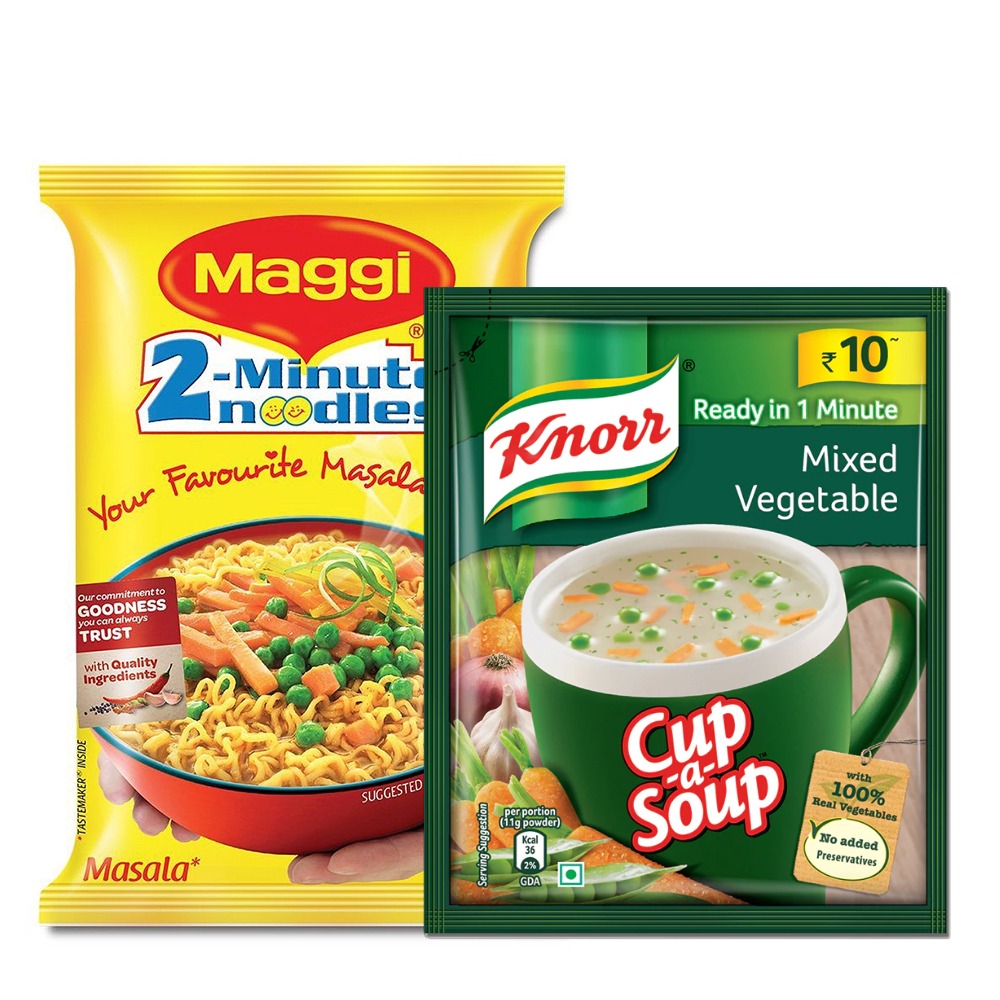 Maggi
®
2-Minute
noodles
Your Favourite Masala
Our commitment to
GOODNESS
you can always
TRUST
with Quality
Ingredients
*TASTEMAKER® INSIDE
SUGGESTED
Masala*
₹10~
Knorr®
Ready in 1 Minute
Mixed
Vegetable
Cup
-a-
Soup™
with
100%
Real Vegetables
No added
Preservatives
Serving Suggestion
per portion
(11g powder)
Kcal
36
2%
GDA